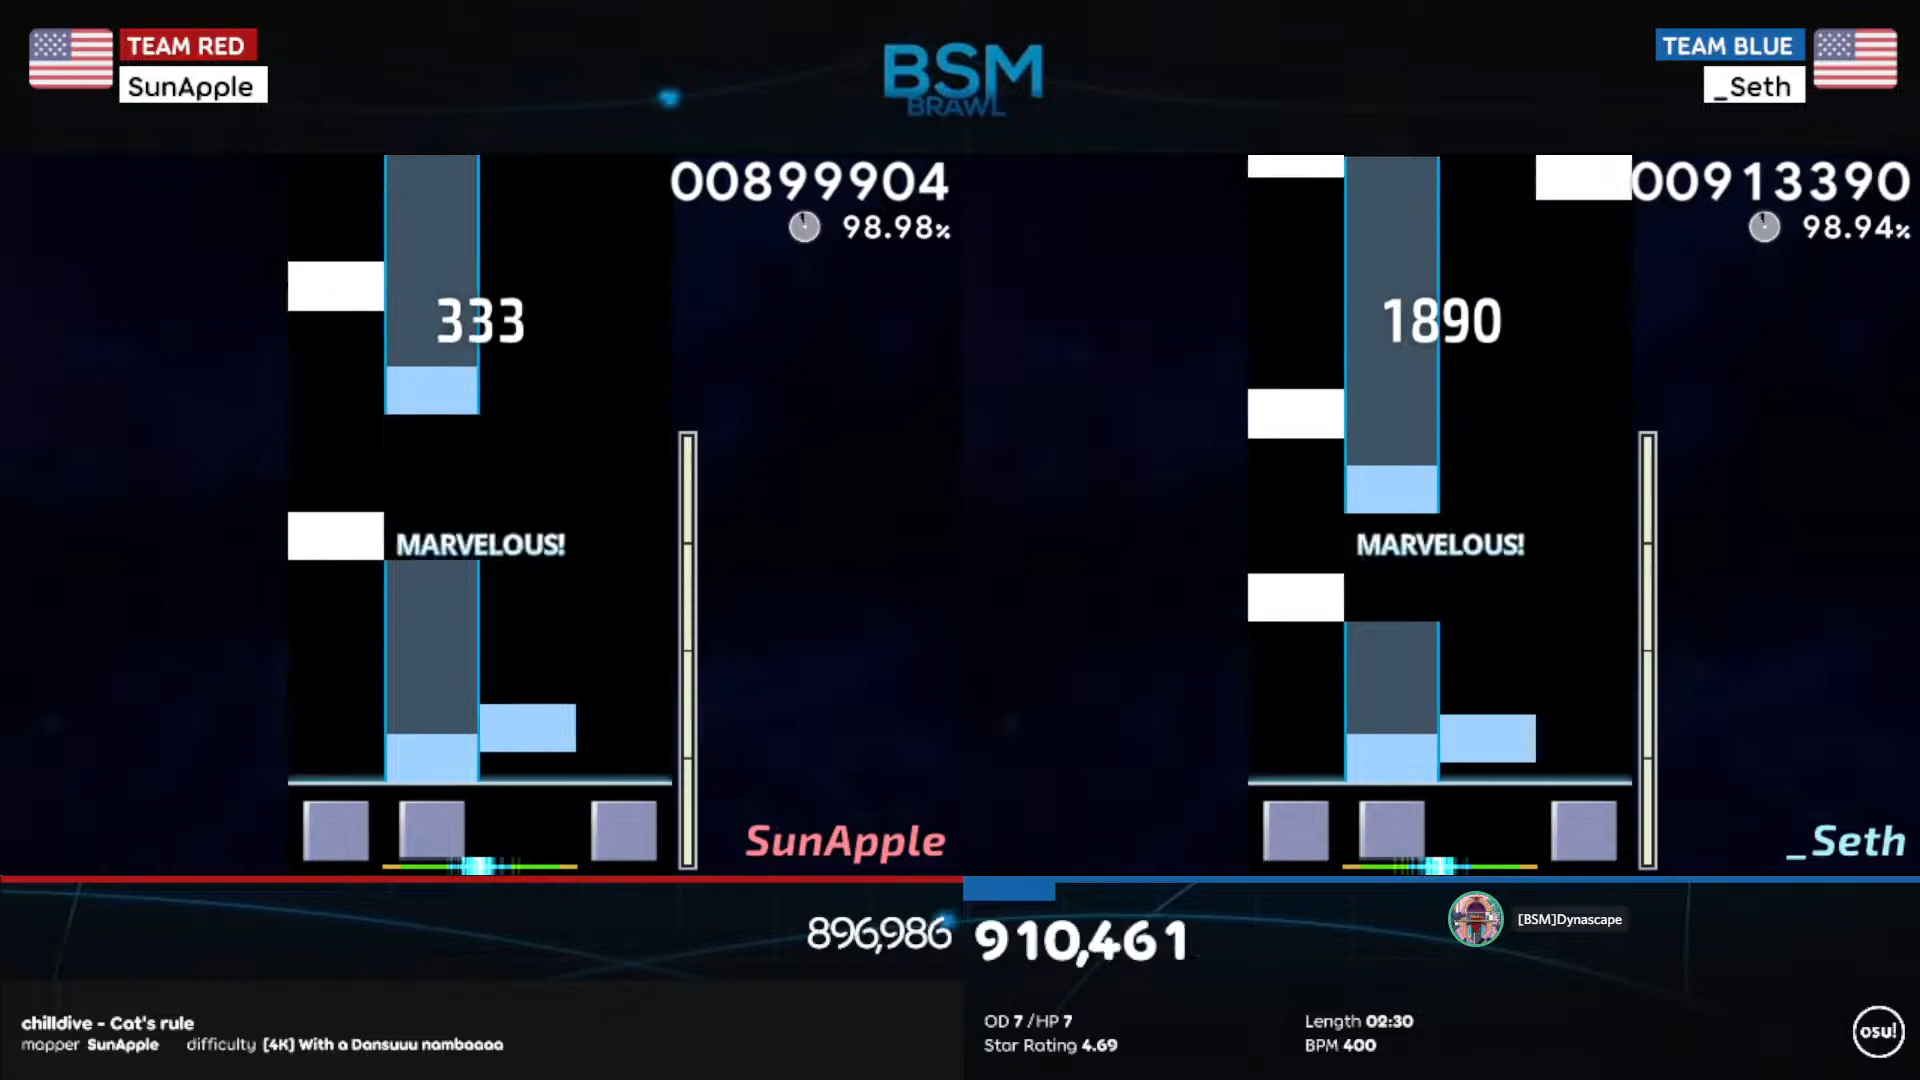 TEAM RED
SunApple
BSM
BRAWL
TEAM BLUE
_Seth
00899904
98.98%
333
MARVELOUS!
SunApple
00913390
98.94%
1890
MARVELOUS!
_Seth
896,986
910,461
[BSM]Dynascape
chilldive - Cat's rule
mapper SunApple difficulty [4K] With a Dansuuu nambaaaa
OD 7 / HP 7
Star Rating 4.69
Length 02:30
BPM 400
osu!